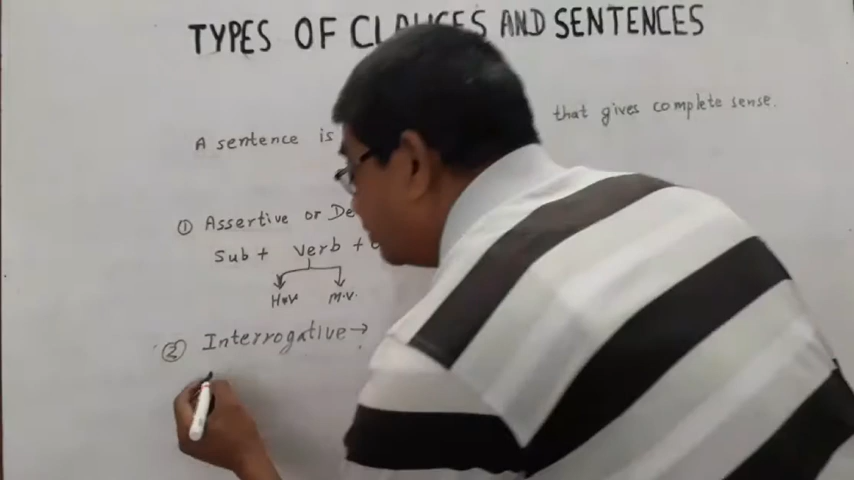 TYPES OF CLAUSES AND SENTENCES
A sentence is that gives complete sense.
① Assertive or De
Sub + verb +
H.V M.V.
② Interrogative →